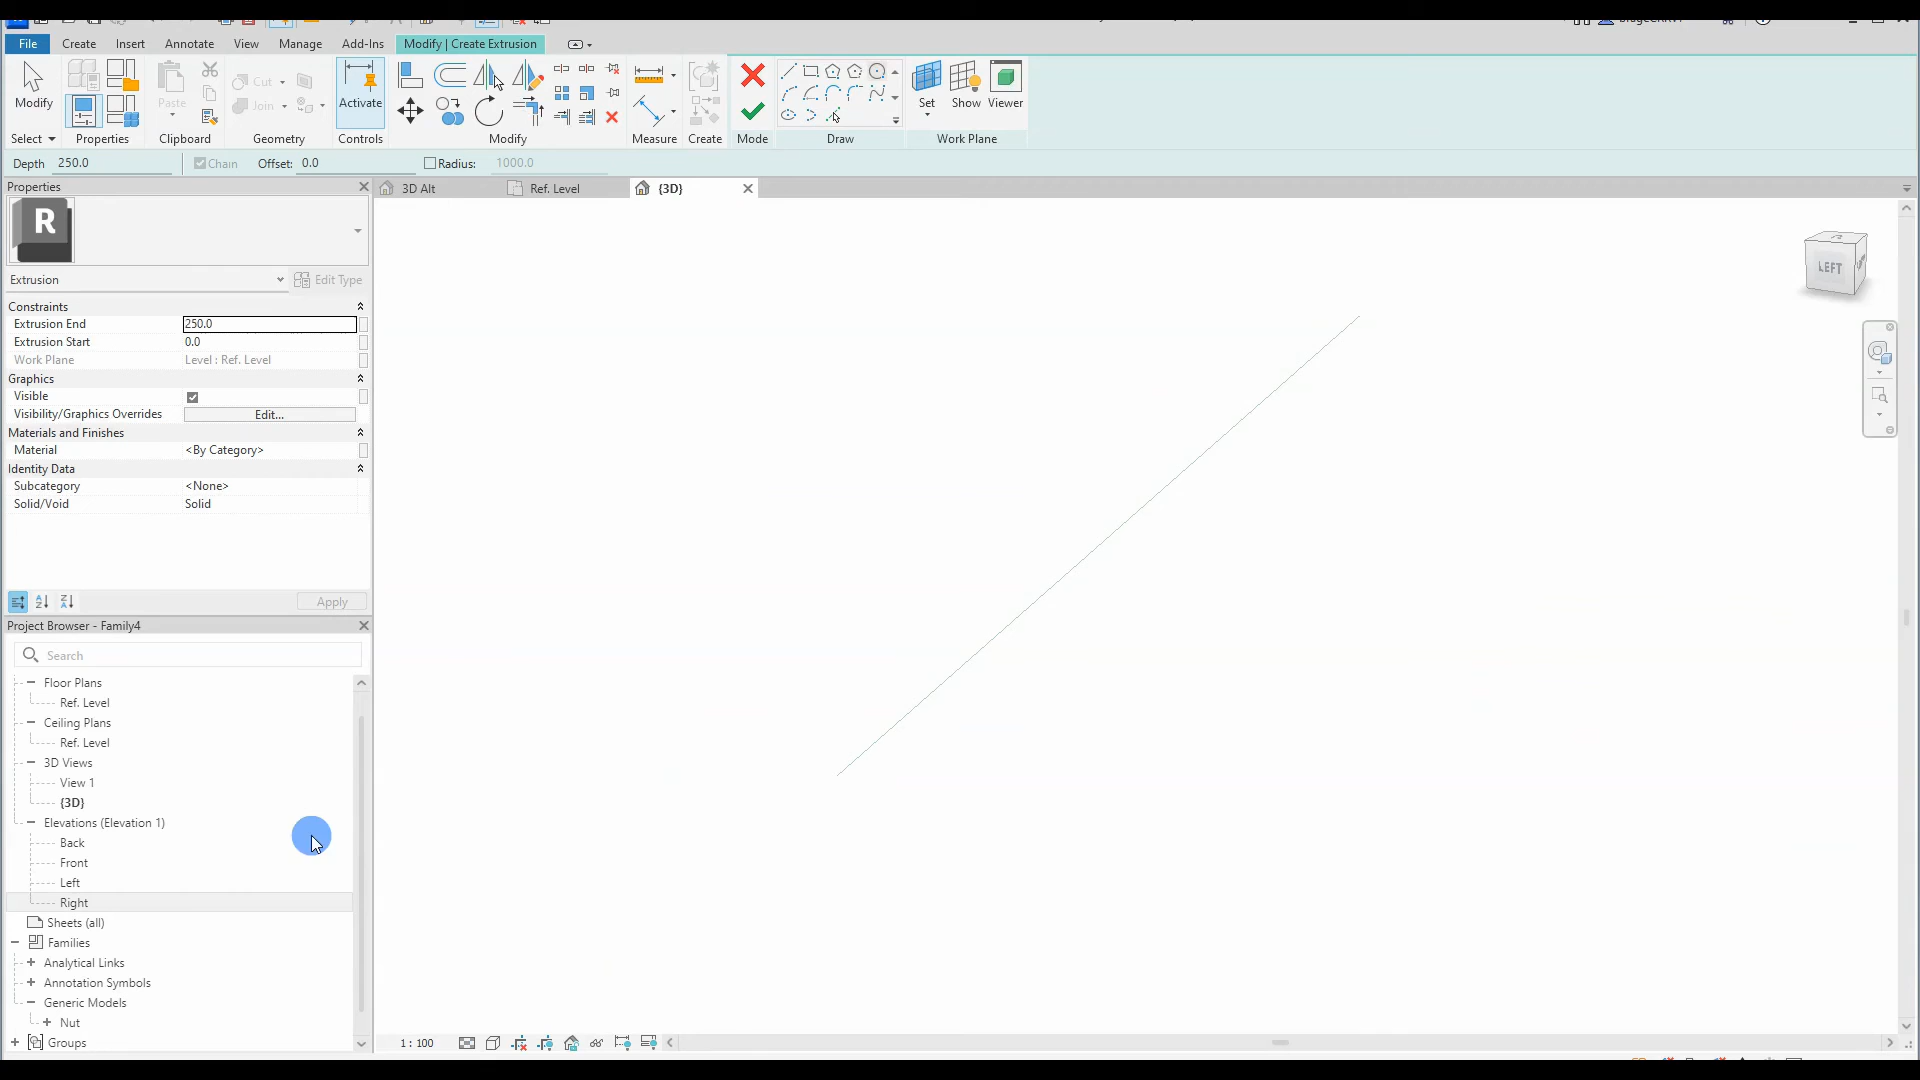 File Create Insert Annotate View Manage Add-Ins Modify | Create Extrusion
Modify
Paste
Cut
Join
Activate
Set Show Viewer
Select Properties Clipboard Geometry Controls Modify Measure Create Mode Draw Work Plane
Depth 250.0 Chain Offset: 0.0 Radius: 1000.0
Properties
3D Alt Ref. Level {3D}
R
Extrusion Edit Type
Constraints
Extrusion End 250.0
Extrusion Start 0.0
Work Plane Level : Ref. Level
Graphics
Visible
Visibility/Graphics Overrides Edit...
Materials and Finishes
Material <By Category>
Identity Data
Subcategory <None>
Solid/Void Solid
Apply
LEFT
Project Browser - Family4
Search
Floor Plans
Ref. Level
Ceiling Plans
Ref. Level
3D Views
View 1
{3D}
Elevations (Elevation 1)
Back
Front
Left
Right
Sheets (all)
Families
Analytical Links
Annotation Symbols
Generic Models
Nut
Groups
1 : 100